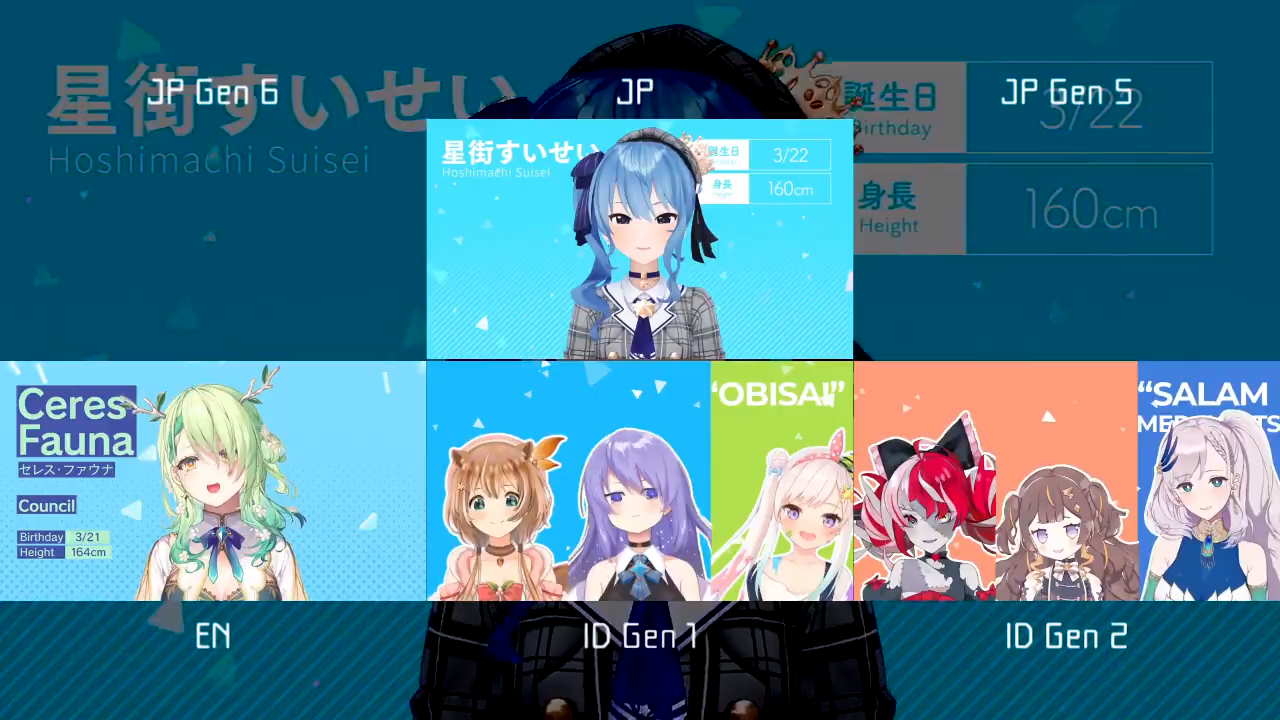 JP Gen 6
JP
JP Gen 5
星街すいせい
Hoshimachi Suisei
誕生日
Birthday
3/22
身長
Height
160cm
星街すいせい
Hoshimachi Suisei
誕生日
3/22
身長
160cm
Ceres
Fauna
セレス・ファウナ
Council
Birthday 3/21
Height 164cm
“OBISAI”
“SALAM
EN
ID Gen 1
ID Gen 2